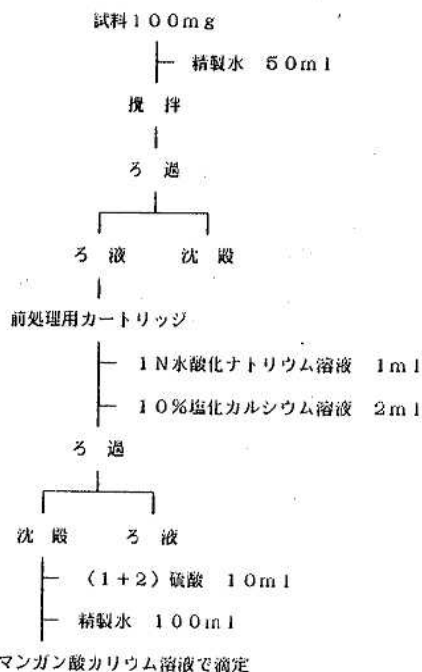 試料100mg
精製水 50ml
攪拌
ろ過
ろ液 沈殿
前処理用カートリッジ
1N水酸化ナトリウム溶液 1ml
10%塩化カルシウム溶液 2ml
ろ過
沈殿 ろ液
(1+2)硫酸 10ml
精製水 100ml
マンガン酸カリウム溶液で滴定